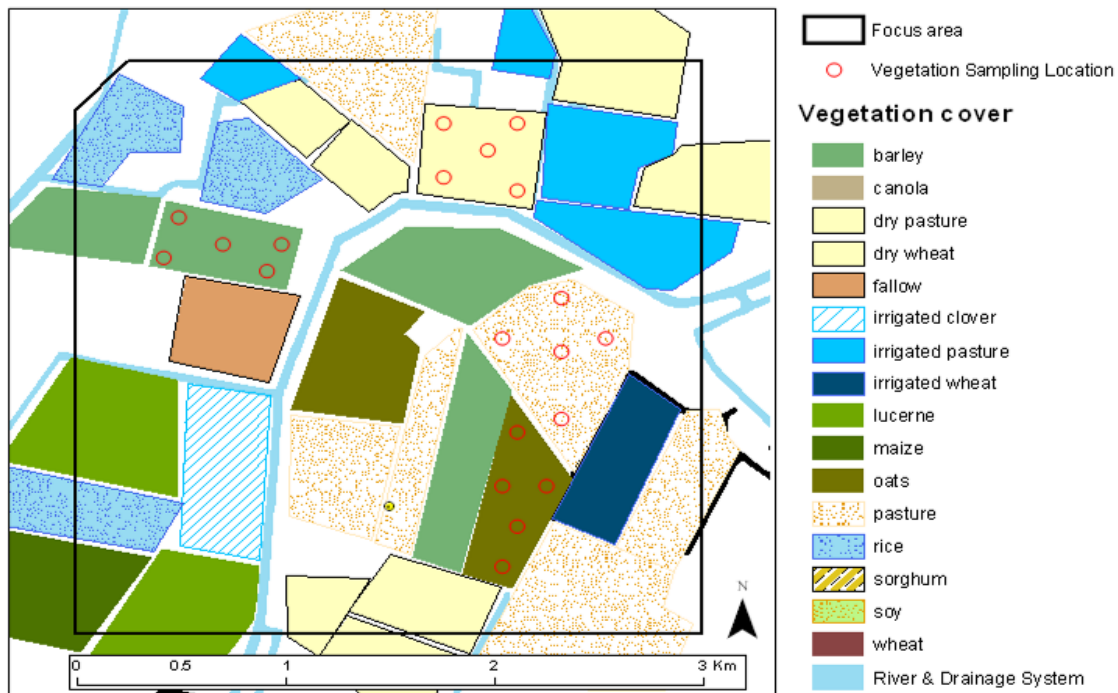 Focus area
Vegetation Sampling Location
Vegetation cover
barley
canola
dry pasture
dry wheat
fallow
irrigated clover
irrigated pasture
irrigated wheat
lucerne
maize
oats
pasture
rice
sorghum
soy
wheat
River & Drainage System
N
0 0.5 1 2 3 Km